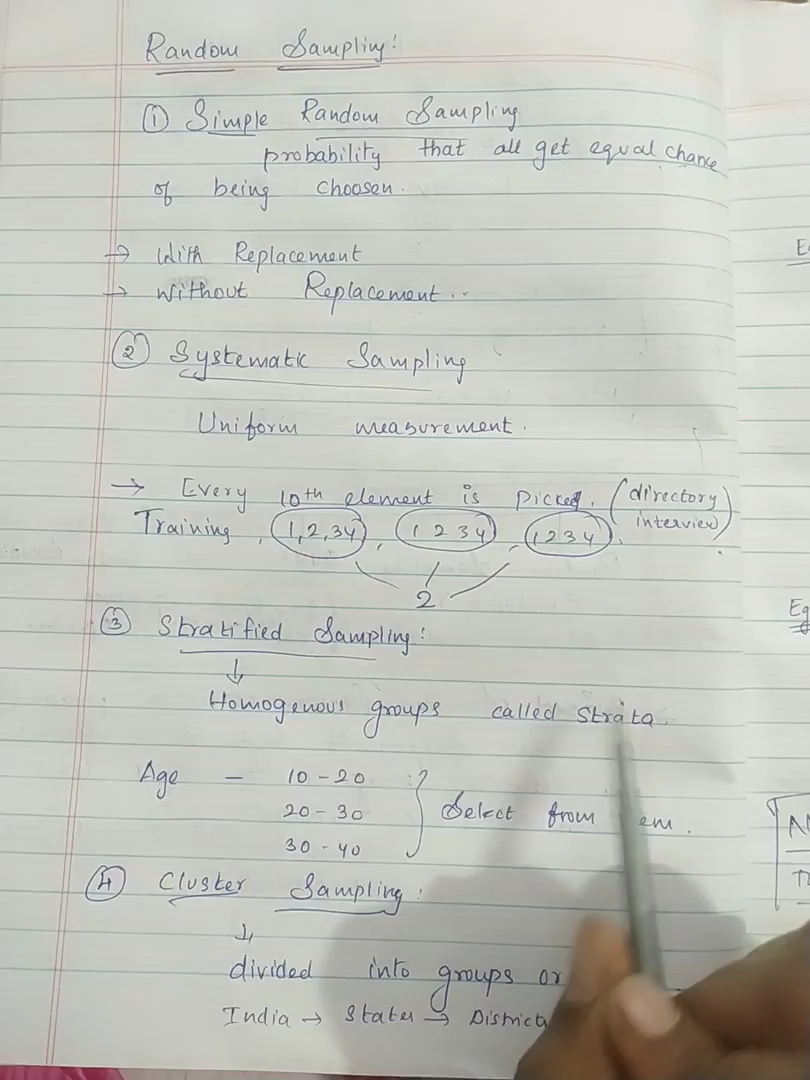 Random Sampling:
① Simple Random Sampling
probability that all get equal chance
of being choosen.
→ With Replacement
→ Without Replacement..
② Systematic Sampling
Uniform measurement.
→ Every 10th element is Picked. (directory interview)
Training, 1,2,34, 1 2 3 4, 1 2 3 4.
2
③ Stratified Sampling:
↓
Homogenous groups called Strata.
Age - 10-20
20-30
30-40
} Select from
④ Cluster Sampling:
↓
divided into groups or
India → States → District
Eg